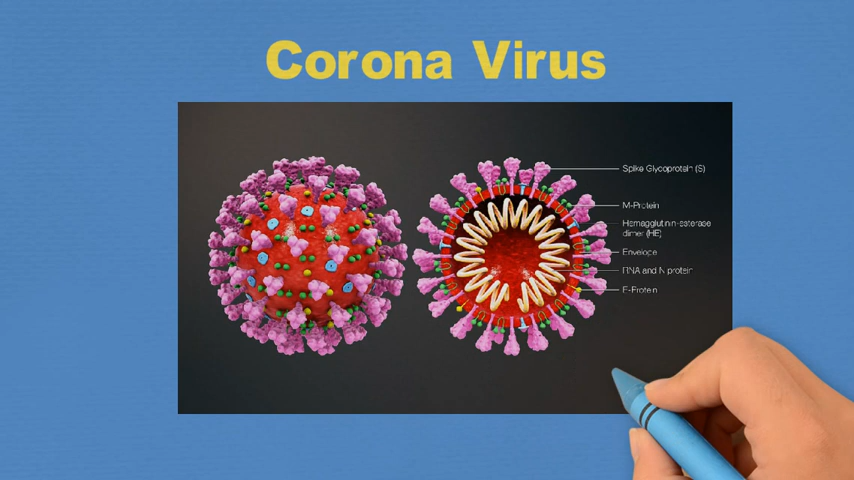 Corona Virus
Spike Glycoprotein (S)
M-Protein
Hemagglutinin-esterase
dimer (HE)
Envelope
RNA and N protein
E-Protein